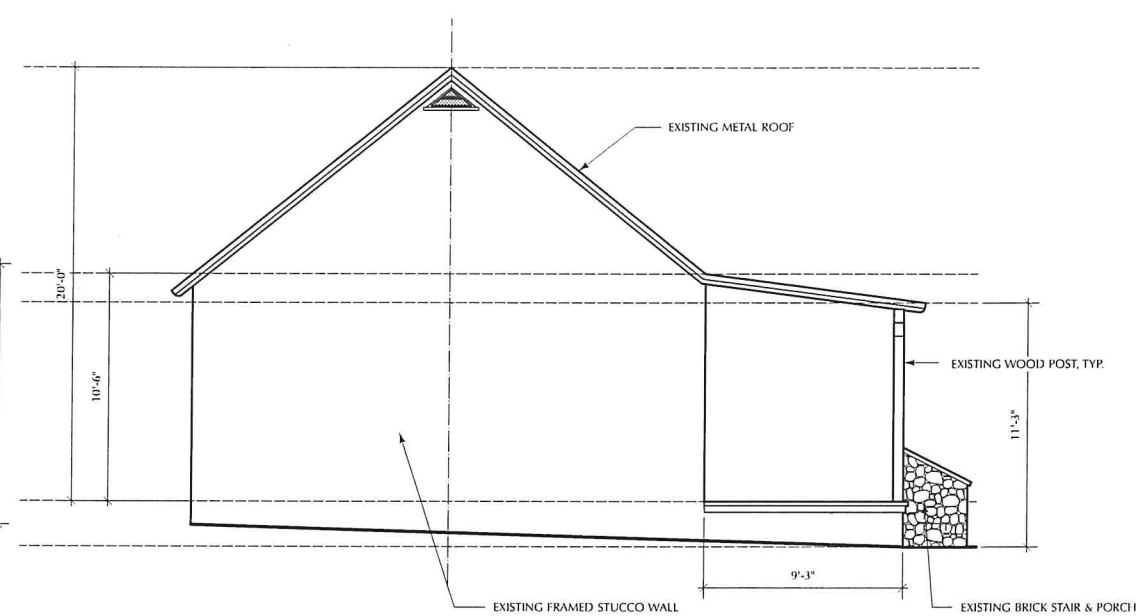 EXISTING METAL ROOF
20'-0"
10'-6"
EXISTING WOOD POST, TYP.
11'-3"
9'-3"
EXISTING FRAMED STUCCO WALL
EXISTING BRICK STAIR & PORCH